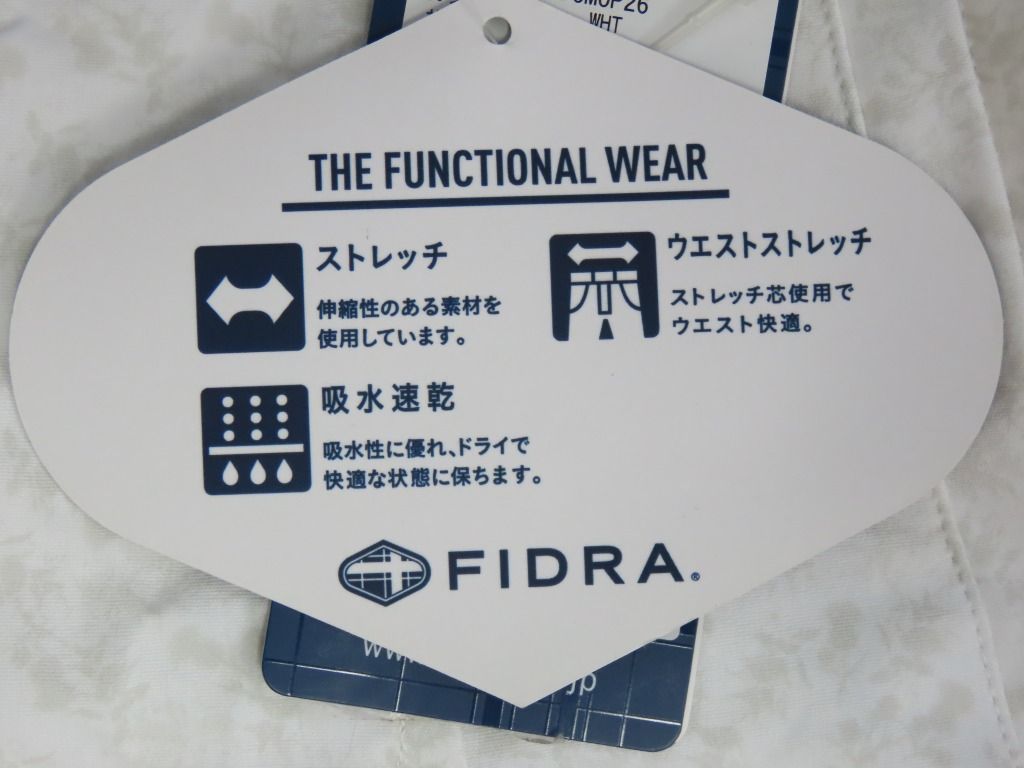 WHT
THE FUNCTIONAL WEAR
ストレッチ
伸縮性のある素材を
使用しています。
ウエストストレッチ
ストレッチ芯使用で
ウエスト快適。
吸水速乾
吸水性に優れ、ドライで
快適な状態に保ちます。
FIDRA®
jp